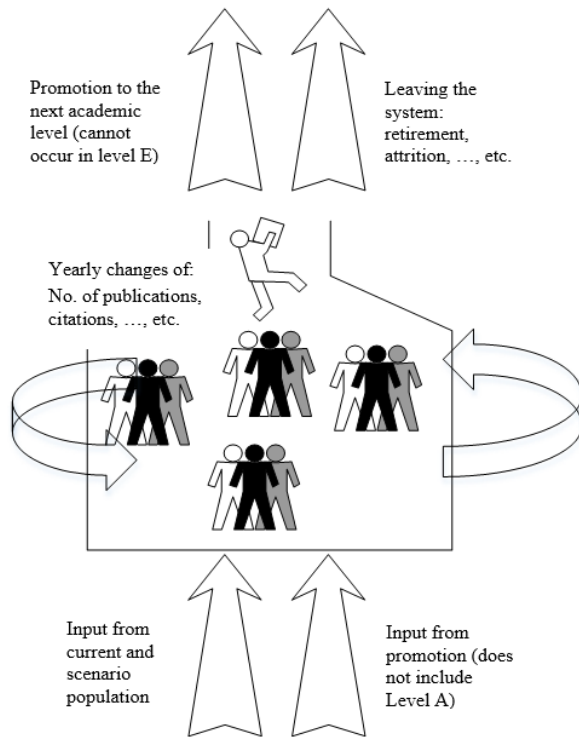 Promotion to the
next academic
level (cannot
occur in level E)
Leaving the
system:
retirement,
attrition, …, etc.
Yearly changes of:
No. of publications,
citations, …, etc.
Input from
current and
scenario
population
Input from
promotion (does
not include
Level A)